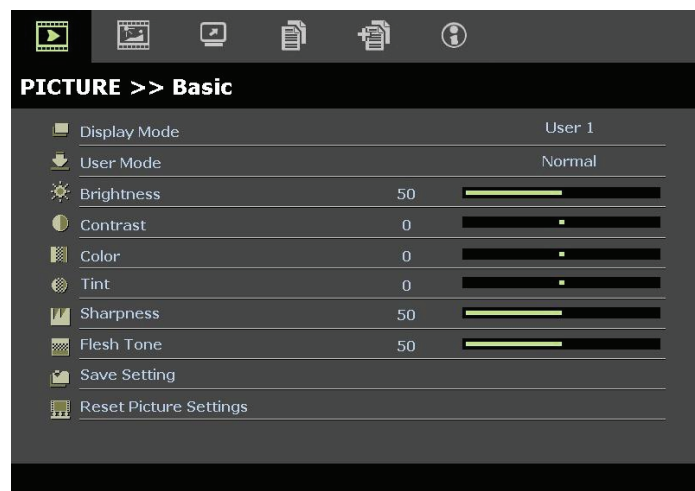 PICTURE >> Basic
Display Mode User 1
User Mode Normal
Brightness 50
Contrast 0
Color 0
Tint 0
Sharpness 50
Flesh Tone 50
Save Setting
Reset Picture Settings